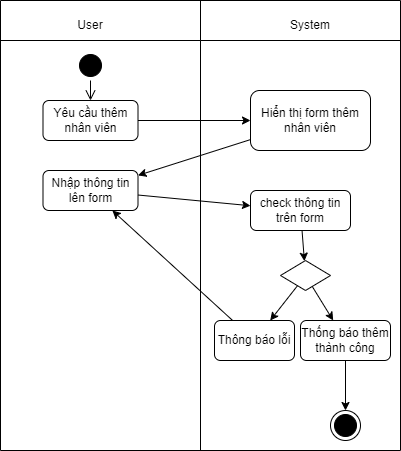 User
System
Yêu cầu thêm
nhân viên
Hiển thị form thêm
nhân viên
Nhập thông tin
lên form
check thông tin
trên form
Thông báo lỗi
Thống báo thêm
thành công